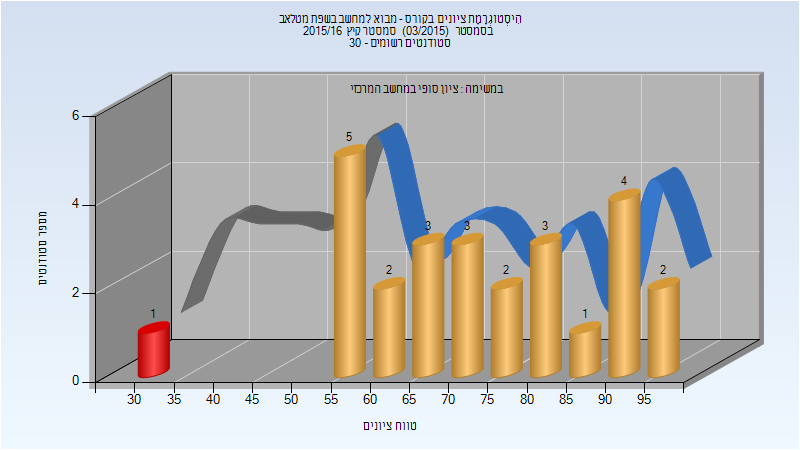 היסטוגרמת ציונים בקורס - מבוא למחשב בשפת מטלאב
בסמסטר (03/2015) סמסטר קיץ 2015/16
סטודנטים רשומים - 30
במשימה : ציון סופי במחשב המרכזי
מספר סטודנטים
6
4
2
0
1
5
2
3
3
2
3
1
4
2
30 35 40 45 50 55 60 65 70 75 80 85 90 95
טווח ציונים